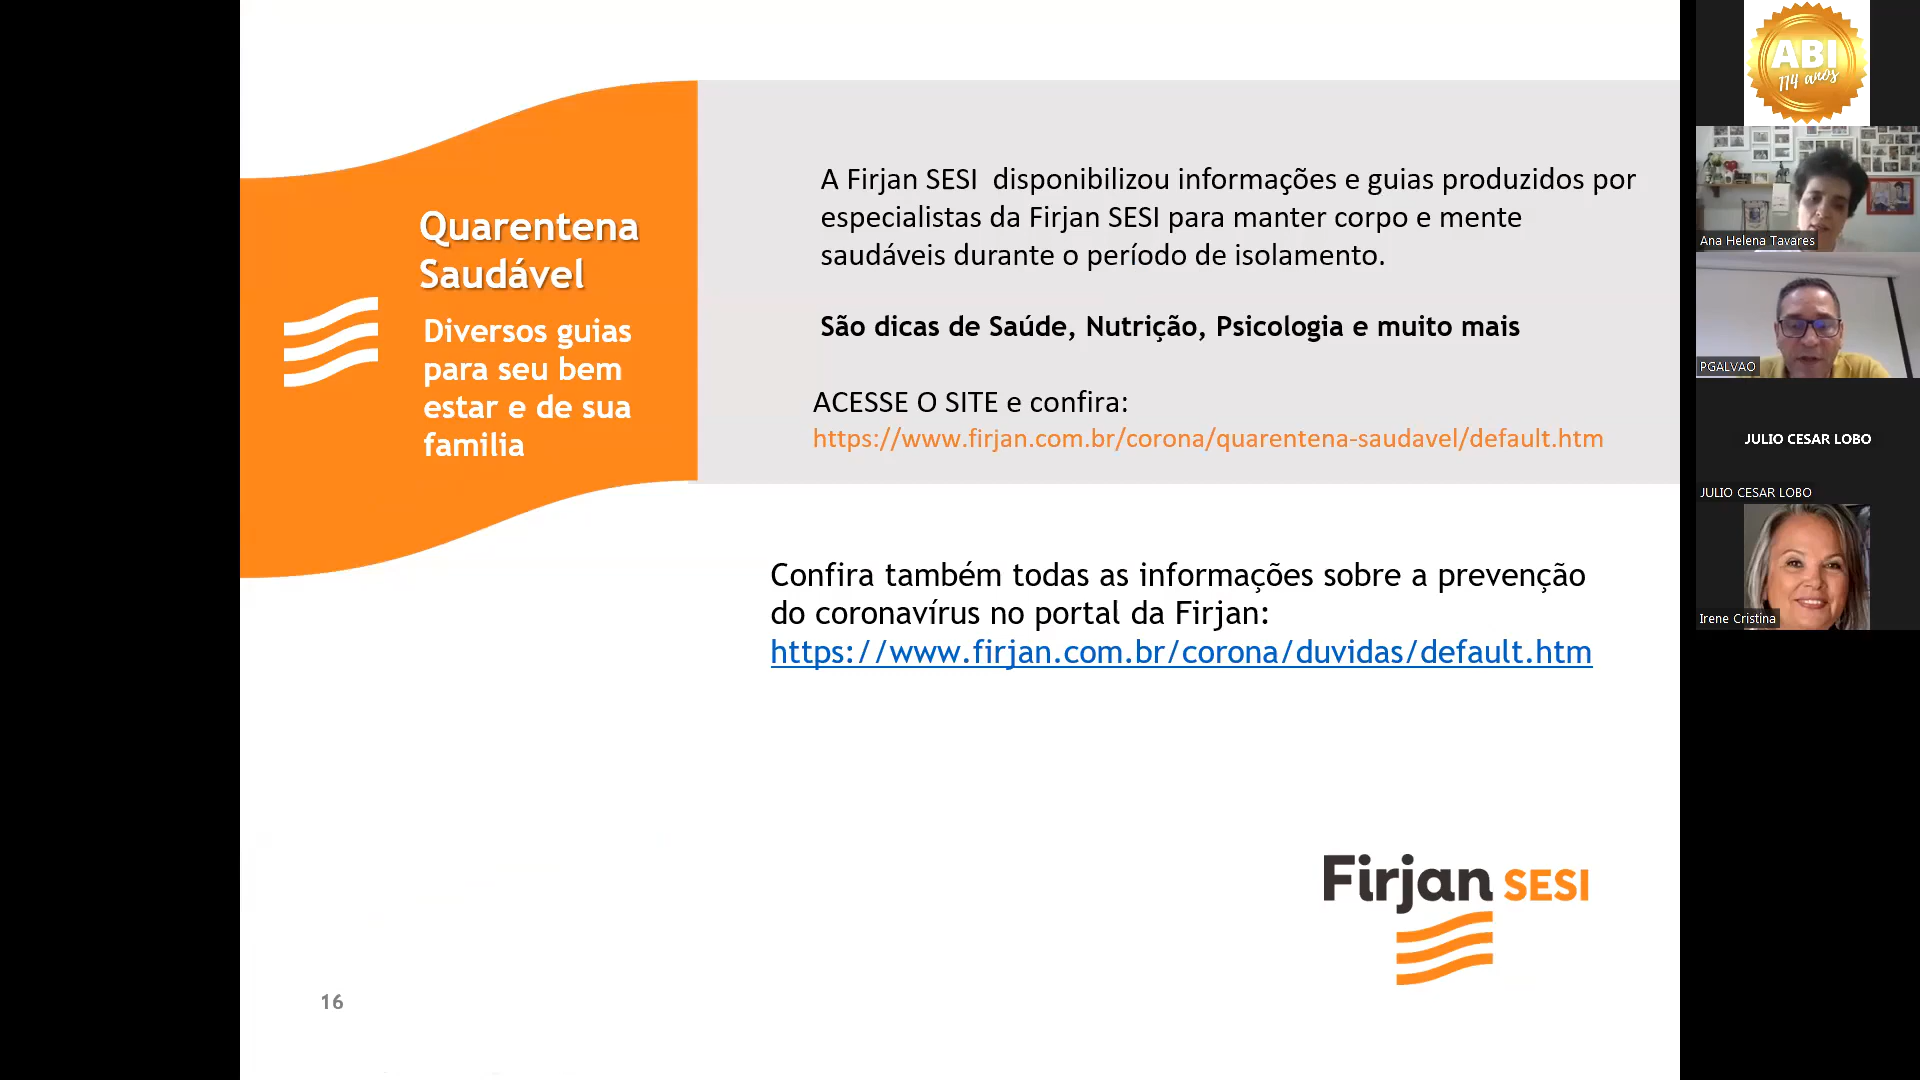 Quarentena
Saudável
Diversos guias
para seu bem
estar e de sua
familia
A Firjan SESI  disponibilizou informações e guias produzidos por
especialistas da Firjan SESI para manter corpo e mente
saudáveis durante o período de isolamento.
São dicas de Saúde, Nutrição, Psicologia e muito mais
ACESSE O SITE e confira:
https://www.firjan.com.br/corona/quarentena-saudavel/default.htm
Confira também todas as informações sobre a prevenção
do coronavírus no portal da Firjan:
https://www.firjan.com.br/corona/duvidas/default.htm
Firjan SESI
16
ABI
114 anos
Ana Helena Tavares
PGALVAO
JULIO CESAR LOBO
JULIO CESAR LOBO
Irene Cristina